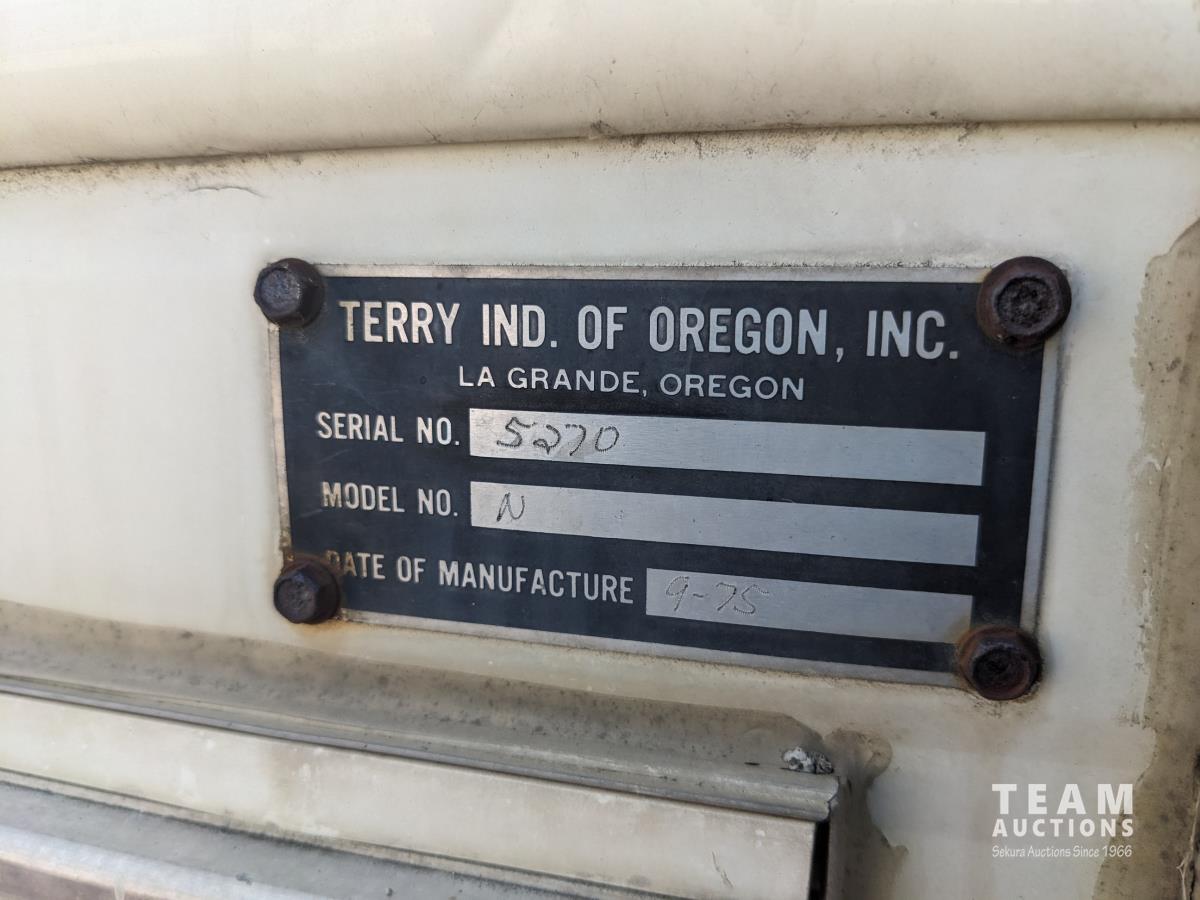 TERRY IND. OF OREGON, INC.
LA GRANDE, OREGON
SERIAL NO. 5270
MODEL NO. N
DATE OF MANUFACTURE 9-75
TEAM
AUCTIONS
Sekura Auctions Since 1966